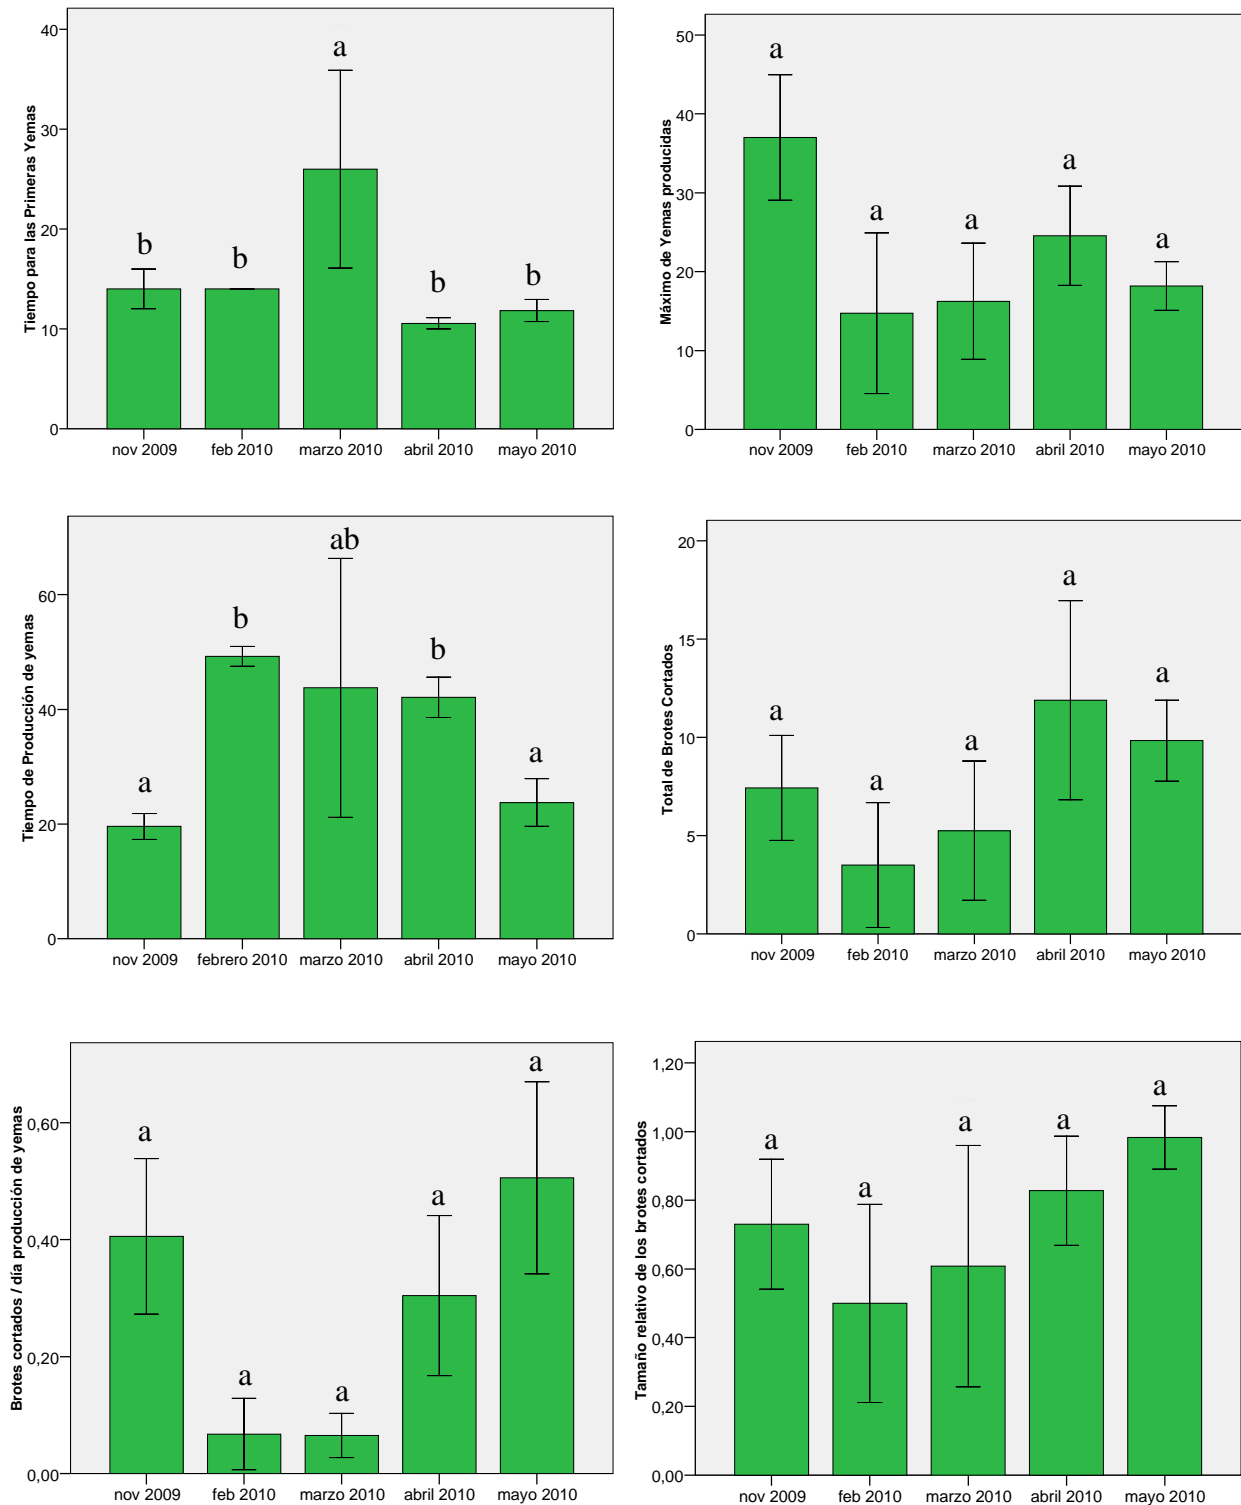 Tiempo para las Primeras Yemas
40
30
20
10
0
b
b
a
b
b
nov 2009
feb 2010
marzo 2010
abril 2010
mayo 2010
Máximo de Yemas producidas
50
40
30
20
10
0
a
a
a
a
a
nov 2009
feb 2010
marzo 2010
abril 2010
mayo 2010
Tiempo de Producción de yemas
60
40
20
0
a
b
ab
b
a
nov 2009
febrero 2010
marzo 2010
abril 2010
mayo 2010
Total de Brotes Cortados
20
15
10
5
0
a
a
a
a
a
nov 2009
feb 2010
marzo 2010
abril 2010
mayo 2010
Brotes cortados / día producción de yemas
0,60
0,40
0,20
0,00
a
a
a
a
a
nov 2009
feb 2010
marzo 2010
abril 2010
mayo 2010
Tamaño relativo de los brotes cortados
1,20
1,00
0,80
0,60
0,40
0,20
0,00
a
a
a
a
a
nov 2009
feb 2010
marzo 2010
abril 2010
mayo 2010